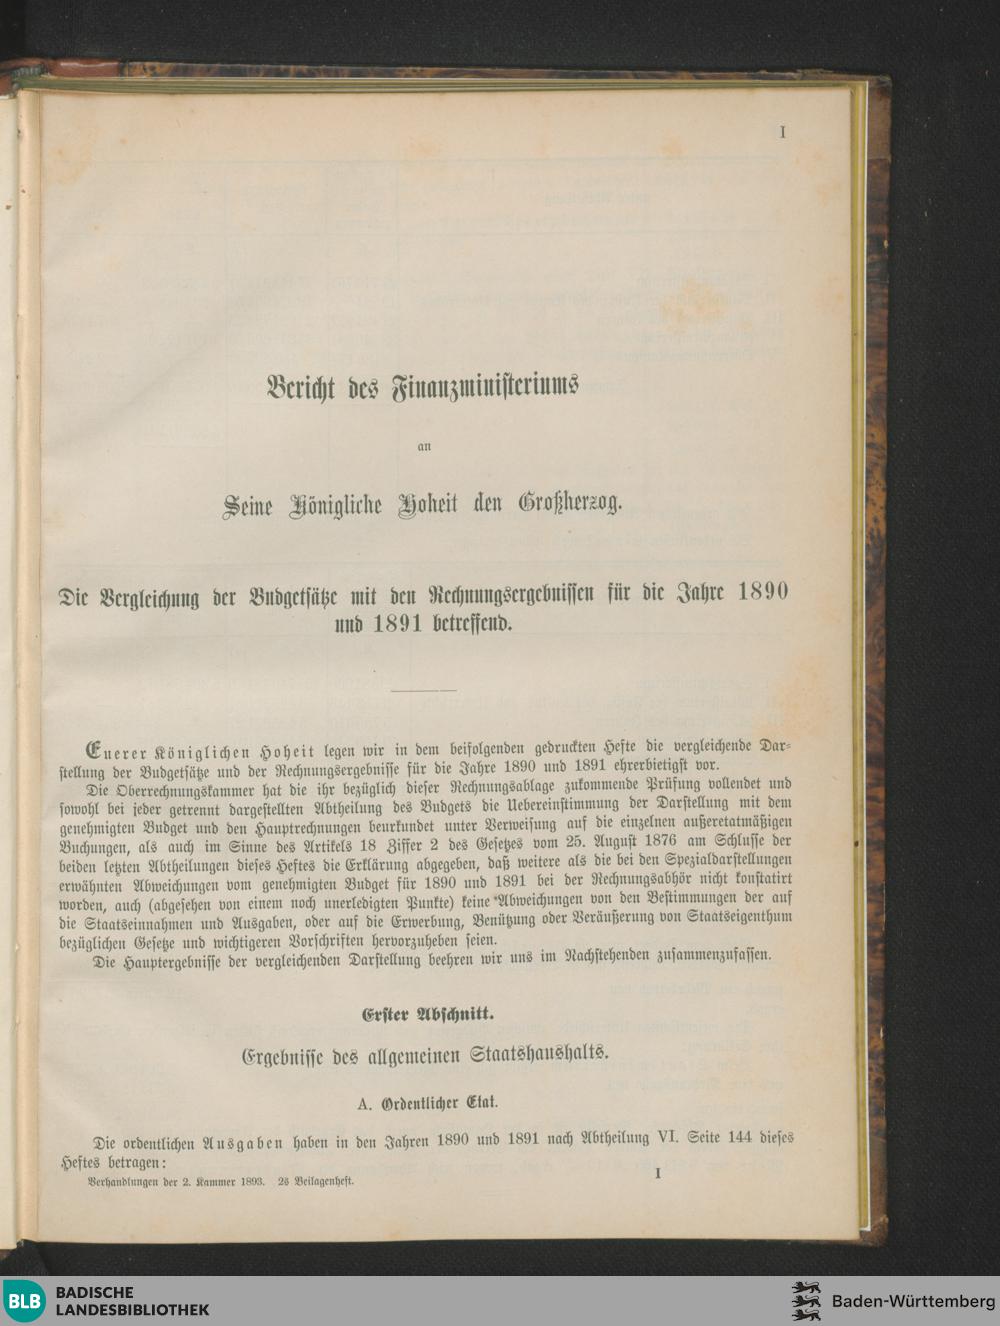 I
Bericht des Finanzministeriums
an
Seine Königliche Hoheit den Großherzog.
Die Vergleichung der Budgetsätze mit den Rechnungsergebnissen für die Jahre 1890
und 1891 betreffend.
Euerer Königlichen Hoheit legen wir in dem beifolgenden gedruckten Hefte die vergleichende Dar-
stellung der Budgetsätze und der Rechnungsergebnisse für die Jahre 1890 und 1891 ehrerbietigst vor.
Die Oberrechnungskammer hat die ihr bezüglich dieser Rechnungsablage zukommende Prüfung vollendet und
sowohl bei jeder getrennt dargestellten Abtheilung des Budgets die Uebereinstimmung der Darstellung mit dem
genehmigten Budget und den Hauptrechnungen beurkundet unter Verweisung auf die einzelnen außeretatmäßigen
Buchungen, als auch im Sinne des Artikels 18 Ziffer 2 des Gesetzes vom 25. August 1876 am Schlusse der
beiden letzten Abtheilungen dieses Heftes die Erklärung abgegeben, daß weitere als die bei den Spezialdarstellungen
erwähnten Abweichungen vom genehmigten Budget für 1890 und 1891 bei der Rechnungsabhör nicht konstatirt
worden, auch (abgesehen von einem noch unerledigten Punkte) keine Abweichungen von den Bestimmungen der auf
die Staatseinnahmen und Ausgaben, oder auf die Erwerbung, Benützung oder Veräußerung von Staatseigenthum
bezüglichen Gesetze und wichtigeren Vorschriften hervorzuheben seien.
Die Hauptergebnisse der vergleichenden Darstellung beehren wir uns im Nachstehenden zusammenzufassen.
Erster Abschnitt.
Ergebnisse des allgemeinen Staatshaushalts.
A. Ordentlicher Etat.
Die ordentlichen Ausgaben haben in den Jahren 1890 und 1891 nach Abtheilung VI. Seite 144 dieses
Heftes betragen:
Verhandlungen der 2. Kammer 1893. 2s Beilagenheft.
I
BLB
BADISCHE
LANDESBIBLIOTHEK
Baden-Württemberg